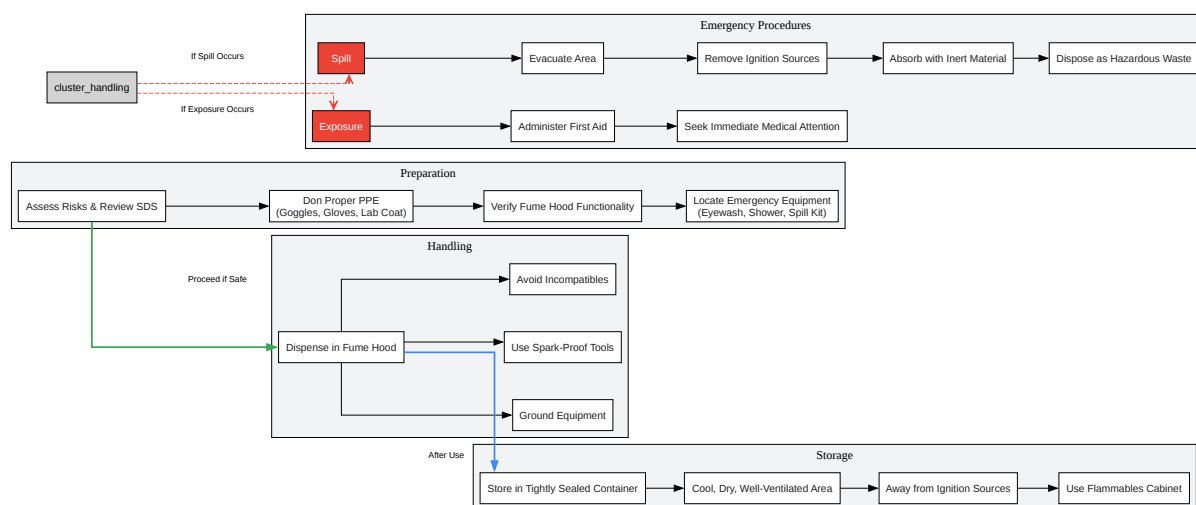 Emergency Procedures
If Spill Occurs
Spill
Evacuate Area
Remove Ignition Sources
Absorb with Inert Material
Dispose as Hazardous Waste
cluster_handling
If Exposure Occurs
Exposure
Administer First Aid
Seek Immediate Medical Attention
Preparation
Assess Risks & Review SDS
Don Proper PPE
(Goggles, Gloves, Lab Coat)
Verify Fume Hood Functionality
Locate Emergency Equipment
(Eyewash, Shower, Spill Kit)
Handling
Proceed if Safe
Avoid Incompatibles
Dispense in Fume Hood
Use Spark-Proof Tools
Ground Equipment
After Use
Storage
Store in Tightly Sealed Container
Cool, Dry, Well-Ventilated Area
Away from Ignition Sources
Use Flammables Cabinet